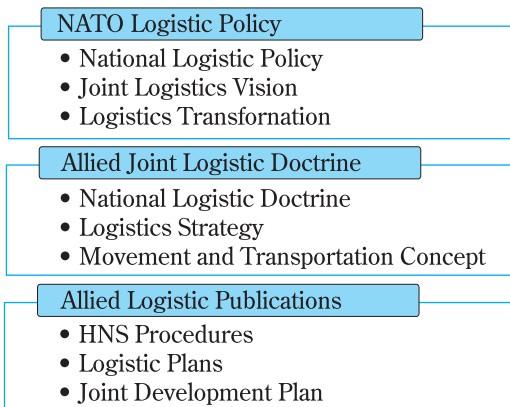 NATO Logistic Policy
• National Logistic Policy
• Joint Logistics Vision
• Logistics Transfornation
Allied Joint Logistic Doctrine
• National Logistic Doctrine
• Logistics Strategy
• Movement and Transportation Concept
Allied Logistic Publications
• HNS Procedures
• Logistic Plans
• Joint Development Plan